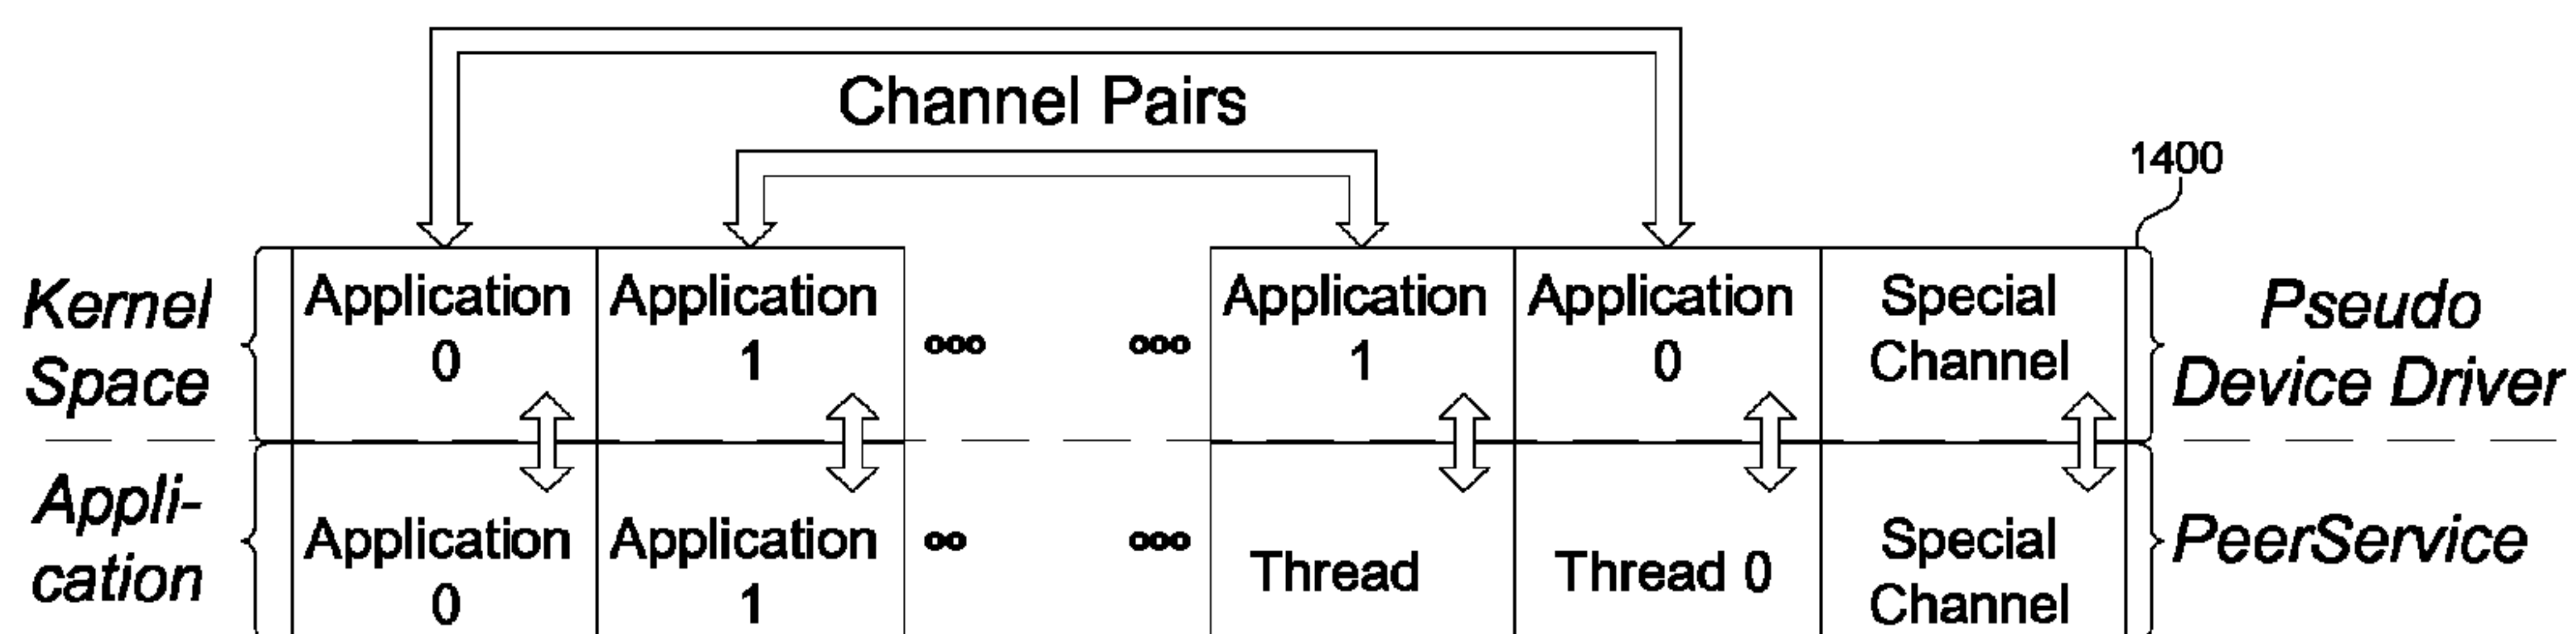 Channel Pairs
1400
Kernel
Space
Application
0
Application
1
ooo
ooo
Application
1
Application
0
Special
Channel
Pseudo
Device Driver
Appli-
cation
Application
0
Application
1
oo
ooo
Thread
Thread 0
Special
Channel
PeerService